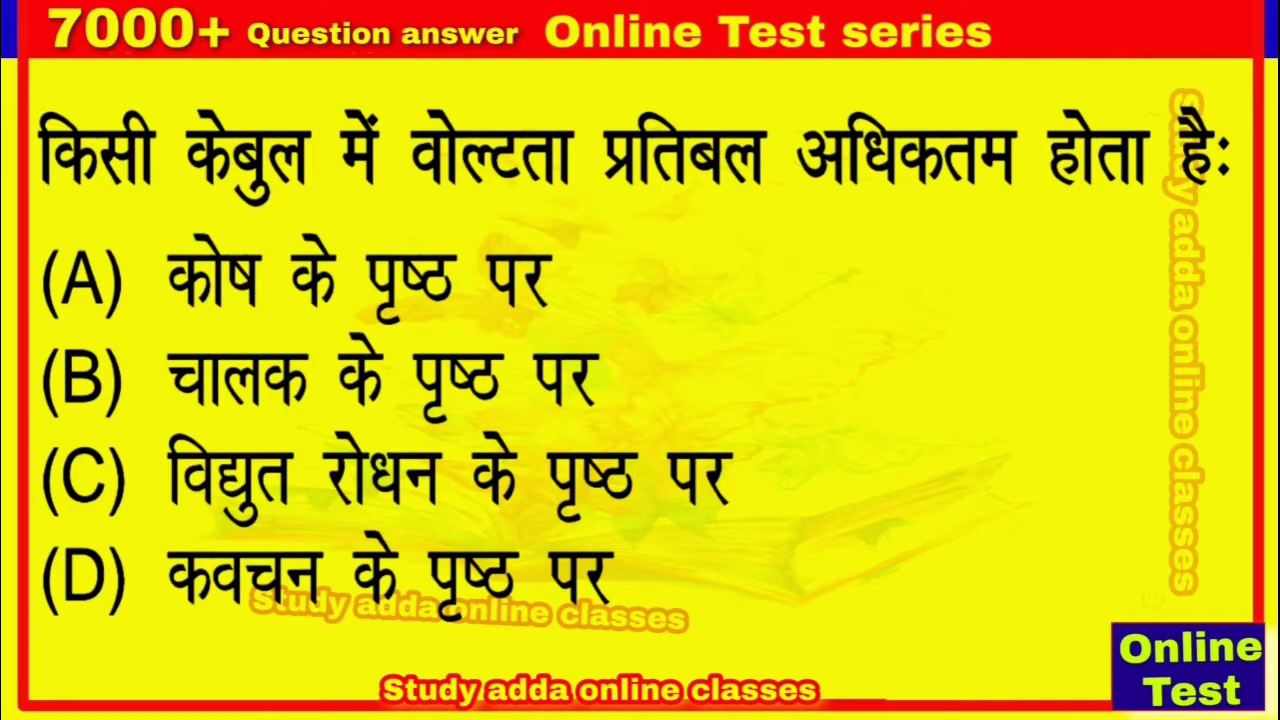 7000+ Question answer Online Test series
किसी केबुल में वोल्टता प्रतिबल अधिकतम होता हैः
(A) कोष के पृष्ठ पर
(B) चालक के पृष्ठ पर
(C) विद्युत रोधन के पृष्ठ पर
(D) कवचन के पृष्ठ पर
Study adda online classes
Study adda online classes
Online
Test
Study adda online classes